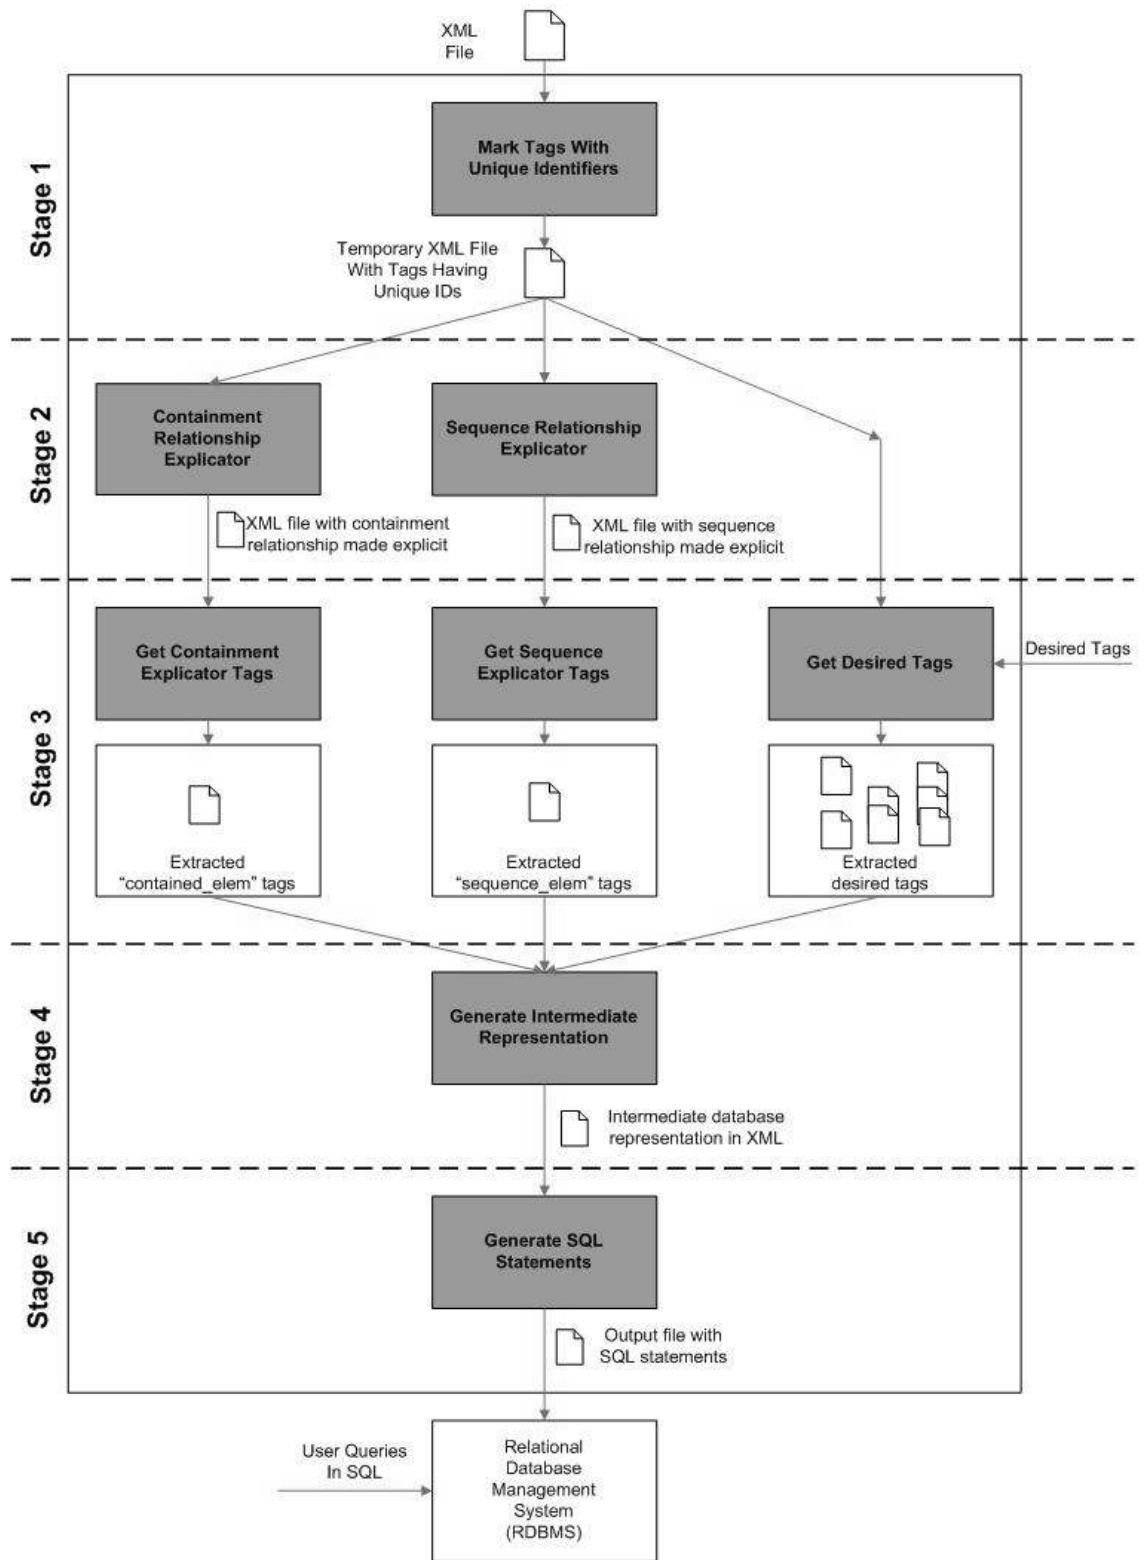 XML
File
Stage 1
Mark Tags With
Unique Identifiers
Temporary XML File
With Tags Having
Unique IDs
Stage 2
Containment
Relationship
Explicator
Sequence Relationship
Explicator
XML file with containment
relationship made explicit
XML file with sequence
relationship made explicit
Stage 3
Get Containment
Explicator Tags
Get Sequence
Explicator Tags
Get Desired Tags
Desired Tags
Extracted
“contained_elem” tags
Extracted
“sequence_elem” tags
Extracted
desired tags
Stage 4
Generate Intermediate
Representation
Intermediate database
representation in XML
Stage 5
Generate SQL
Statements
Output file with
SQL statements
User Queries
In SQL
Relational
Database
Management
System
(RDBMS)